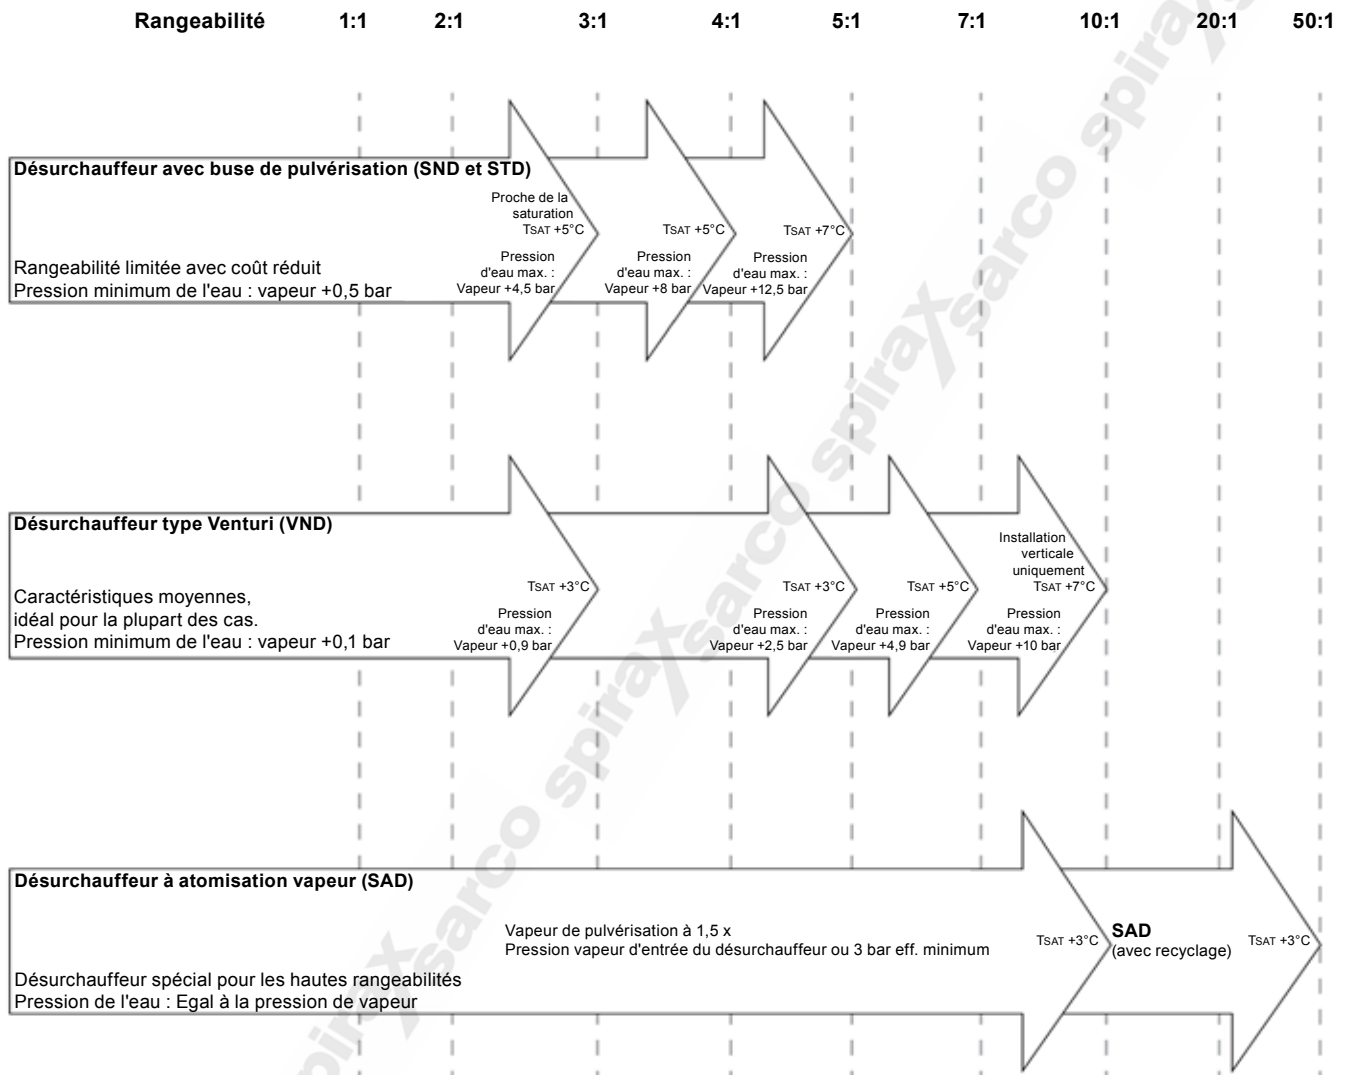 Rangeabilité 1:1 2:1 3:1 4:1 5:1 7:1 10:1 20:1 50:1
Désurchauffeur avec buse de pulvérisation (SND et STD)
Proche de la
saturation
TSAT +5°C
Pression
d'eau max. :
Vapeur +4,5 bar
TSAT +5°C
Pression
d'eau max. :
Vapeur +8 bar
TSAT +7°C
Pression
d'eau max. :
Vapeur +12,5 bar
Rangeabilité limitée avec coût réduit
Pression minimum de l'eau : vapeur +0,5 bar
Désurchauffeur type Venturi (VND)
Caractéristiques moyennes,
idéal pour la plupart des cas.
Pression minimum de l'eau : vapeur +0,1 bar
TSAT +3°C
Pression
d'eau max. :
Vapeur +0,9 bar
TSAT +3°C
Pression
d'eau max. :
Vapeur +2,5 bar
TSAT +5°C
Pression
d'eau max. :
Vapeur +4,9 bar
Installation
verticale
uniquement
TSAT +7°C
Pression
d'eau max. :
Vapeur +10 bar
Désurchauffeur à atomisation vapeur (SAD)
Vapeur de pulvérisation à 1,5 x
Pression vapeur d'entrée du désurchauffeur ou 3 bar eff. minimum
TSAT +3°C
SAD
(avec recyclage)
TSAT +3°C
Désurchauffeur spécial pour les hautes rangeabilités
Pression de l'eau : Egal à la pression de vapeur
spirax sarco spirax sarco spirax sarco spirax